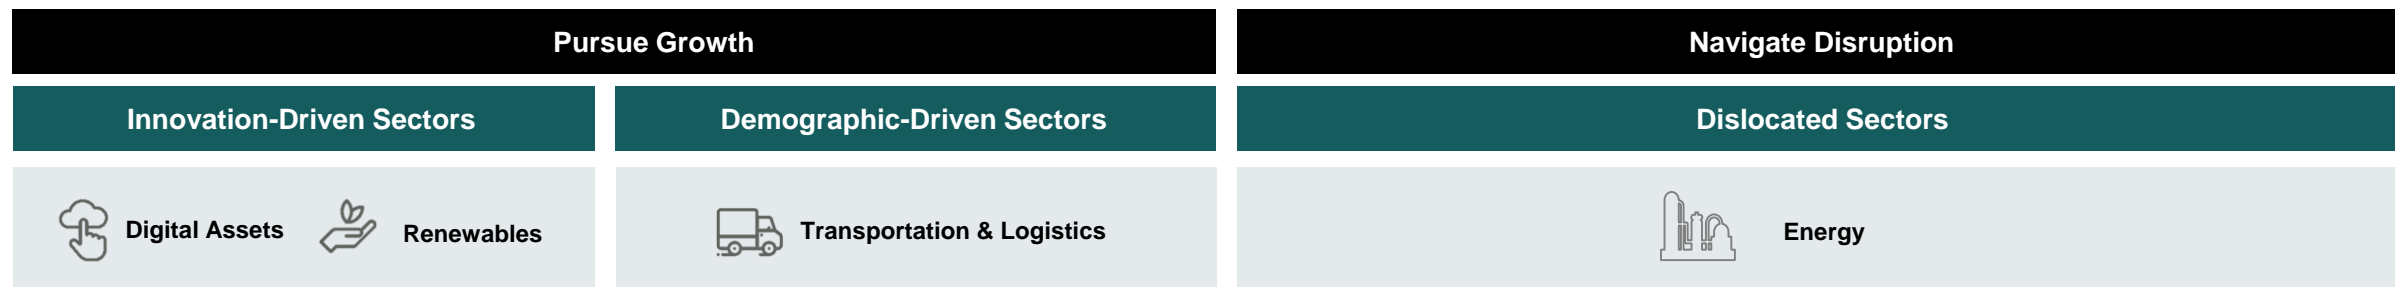 Pursue Growth
Navigate Disruption
Innovation-Driven Sectors
Demographic-Driven Sectors
Dislocated Sectors
Digital Assets
Renewables
Transportation & Logistics
Energy